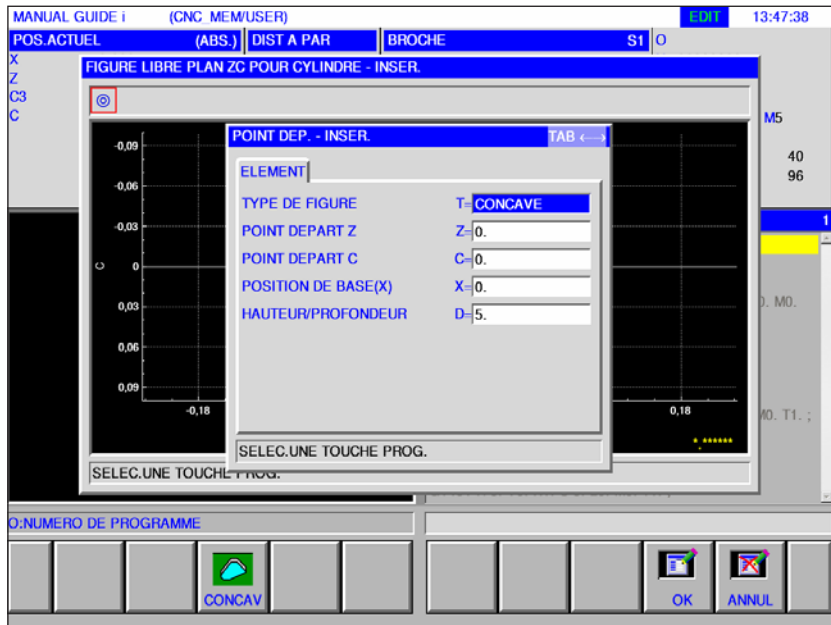 MANUAL GUIDE i (CNC_MEM/USER) EDIT 13:47:38
POS.ACTUEL (ABS.) DIST A PAR BROCHE S1 O
X
Z
C3
C
FIGURE LIBRE PLAN ZC POUR CYLINDRE - INSER.
M5
40
96
POINT DEP. - INSER. TAB
ELEMENT
TYPE DE FIGURE T= CONCAVE
POINT DEPART Z Z= 0.
POINT DEPART C C= 0.
POSITION DE BASE(X) X= 0.
HAUTEUR/PROFONDEUR D= 5.
SELEC.UNE TOUCHE PROG.
-0,09
-0,06
-0,03
C 0
0,03
0,06
0,09
-0,18 0,18
*.******
1
0. M0.
M0. T1. ;
SELEC.UNE TOUCHE PROG.
O:NUMERO DE PROGRAMME
CONCAV OK ANNUL